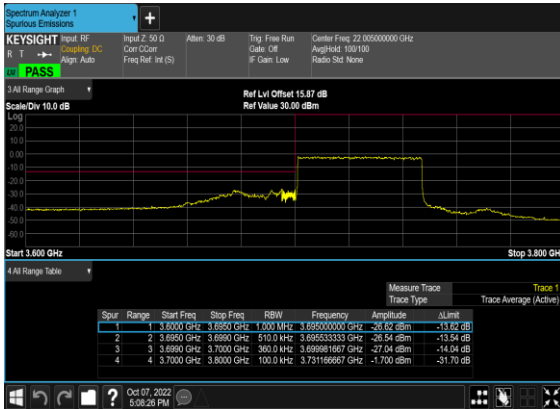 Spectrum Analyzer 1
Spurious Emissions
+
KEYSIGHT Input: RF Input Z: 50 Ω Atten: 30 dB Trig: Free Run Center Freq: 22.005000000 GHz
R T Coupling: DC Corr CCorr Gate: Off Avg|Hold: 100/100
Align: Auto Freq Ref: Int (S) IF Gain: Low Radio Std: None
PASS
3 All Range Graph
Ref Lvl Offset 15.87 dB
Scale/Div 10.0 dB Ref Value 30.00 dBm
Log
20.0
10.0
0.00
-10.0
-20.0
-30.0
-40.0
-50.0
-60.0
Start 3.600 GHz Stop 3.800 GH
4 All Range Table
Measure Trace Trace 1
Trace Type Trace Average (Active)
Spur Range Start Freq Stop Freq RBW Frequency Amplitude ΔLimit
1 1 3.6000 GHz 3.6950 GHz 1.000 MHz 3.695000000 GHz -26.62 dBm -13.62 dB
2 2 3.6950 GHz 3.6990 GHz 510.0 kHz 3.695533333 GHz -26.54 dBm -13.54 dB
3 3 3.6990 GHz 3.7000 GHz 360.0 kHz 3.699981667 GHz -27.04 dBm -14.04 dB
4 4 3.7000 GHz 3.8000 GHz 100.0 kHz 3.731166667 GHz -1.700 dBm -31.70 dB
? Oct 07, 2022
5:08:26 PM